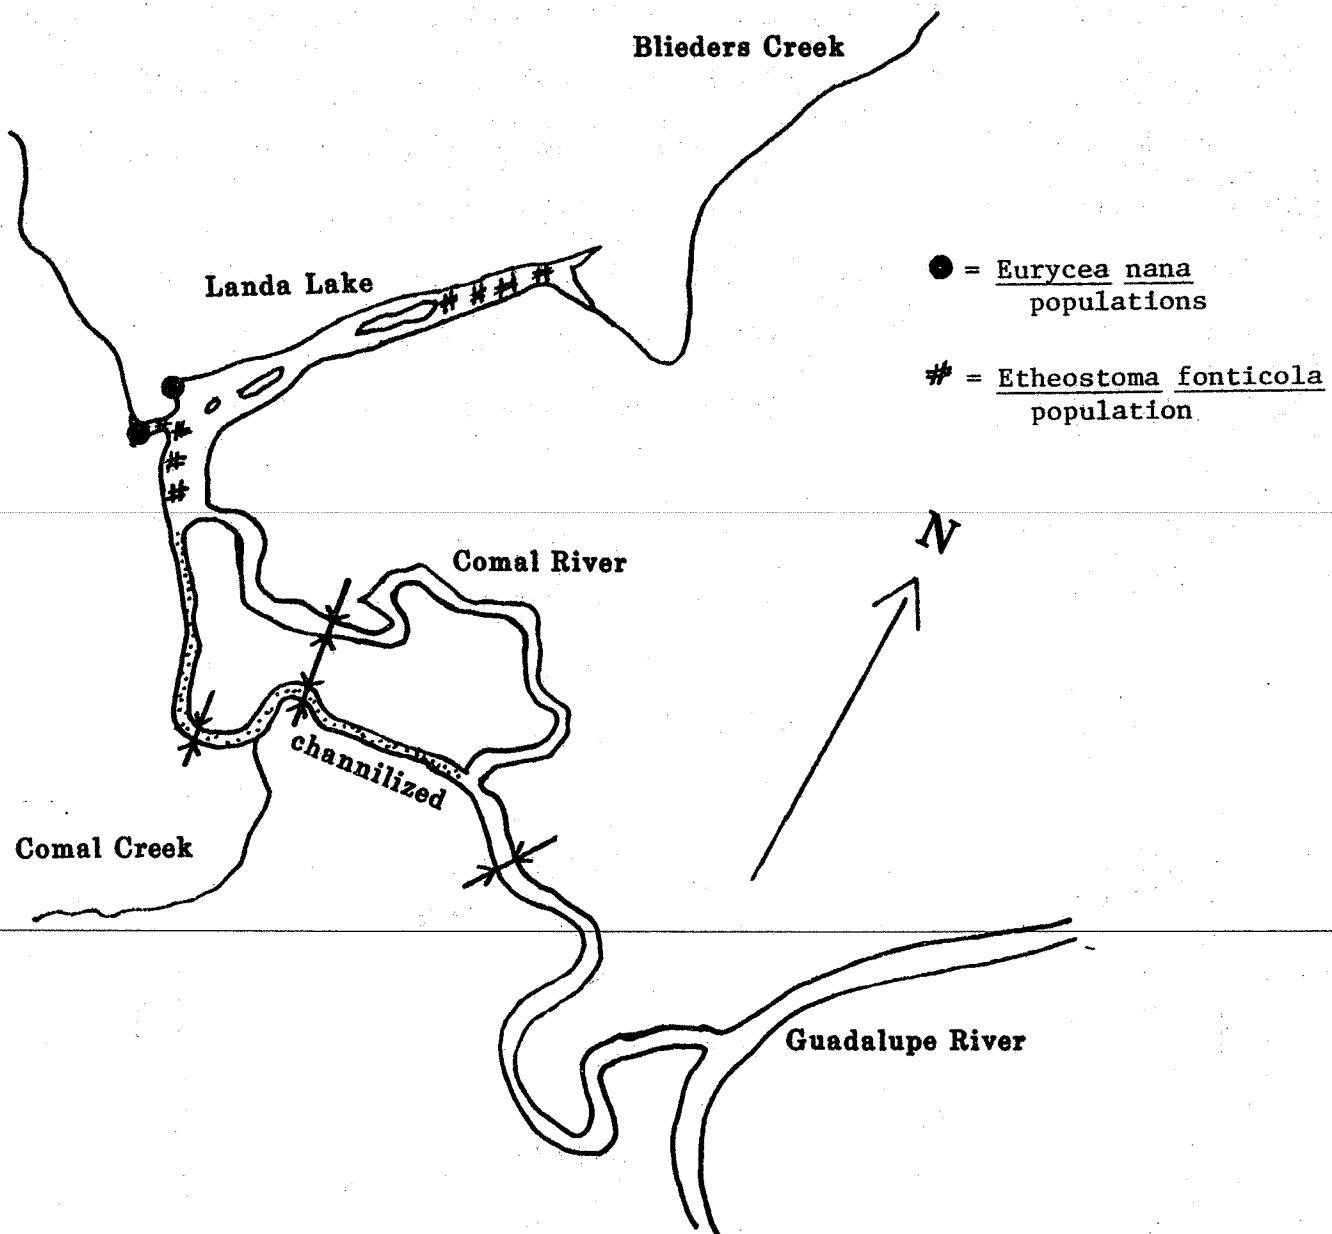 Blieders Creek
Landa Lake
● = Eurycea nana
populations
# = Etheostoma fonticola
population
N
Comal River
channilized
Comal Creek
Guadalupe River